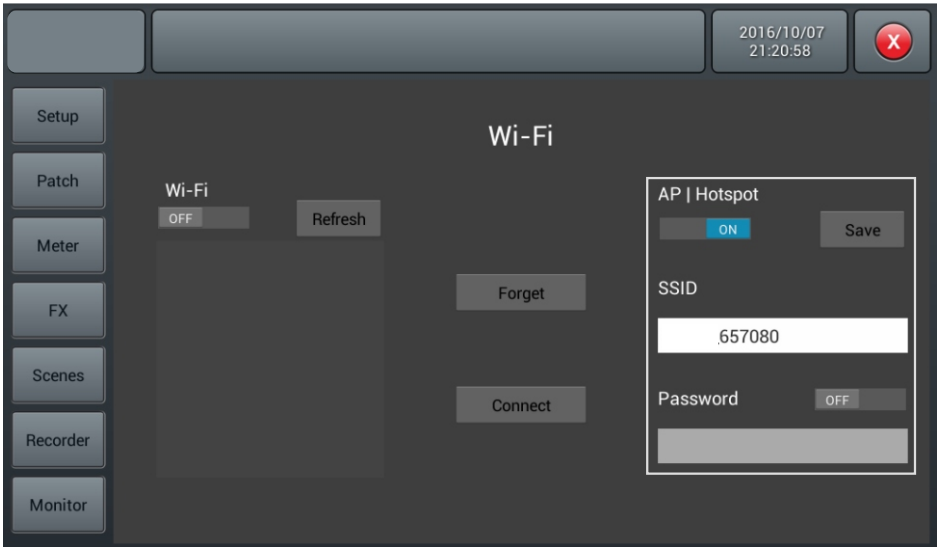 2016/10/07
21:20:58
X
Setup
Patch
Meter
FX
Scenes
Recorder
Monitor
Wi-Fi
Wi-Fi
OFF
Refresh
Forget
Connect
AP | Hotspot
ON
Save
SSID
657080
Password
OFF